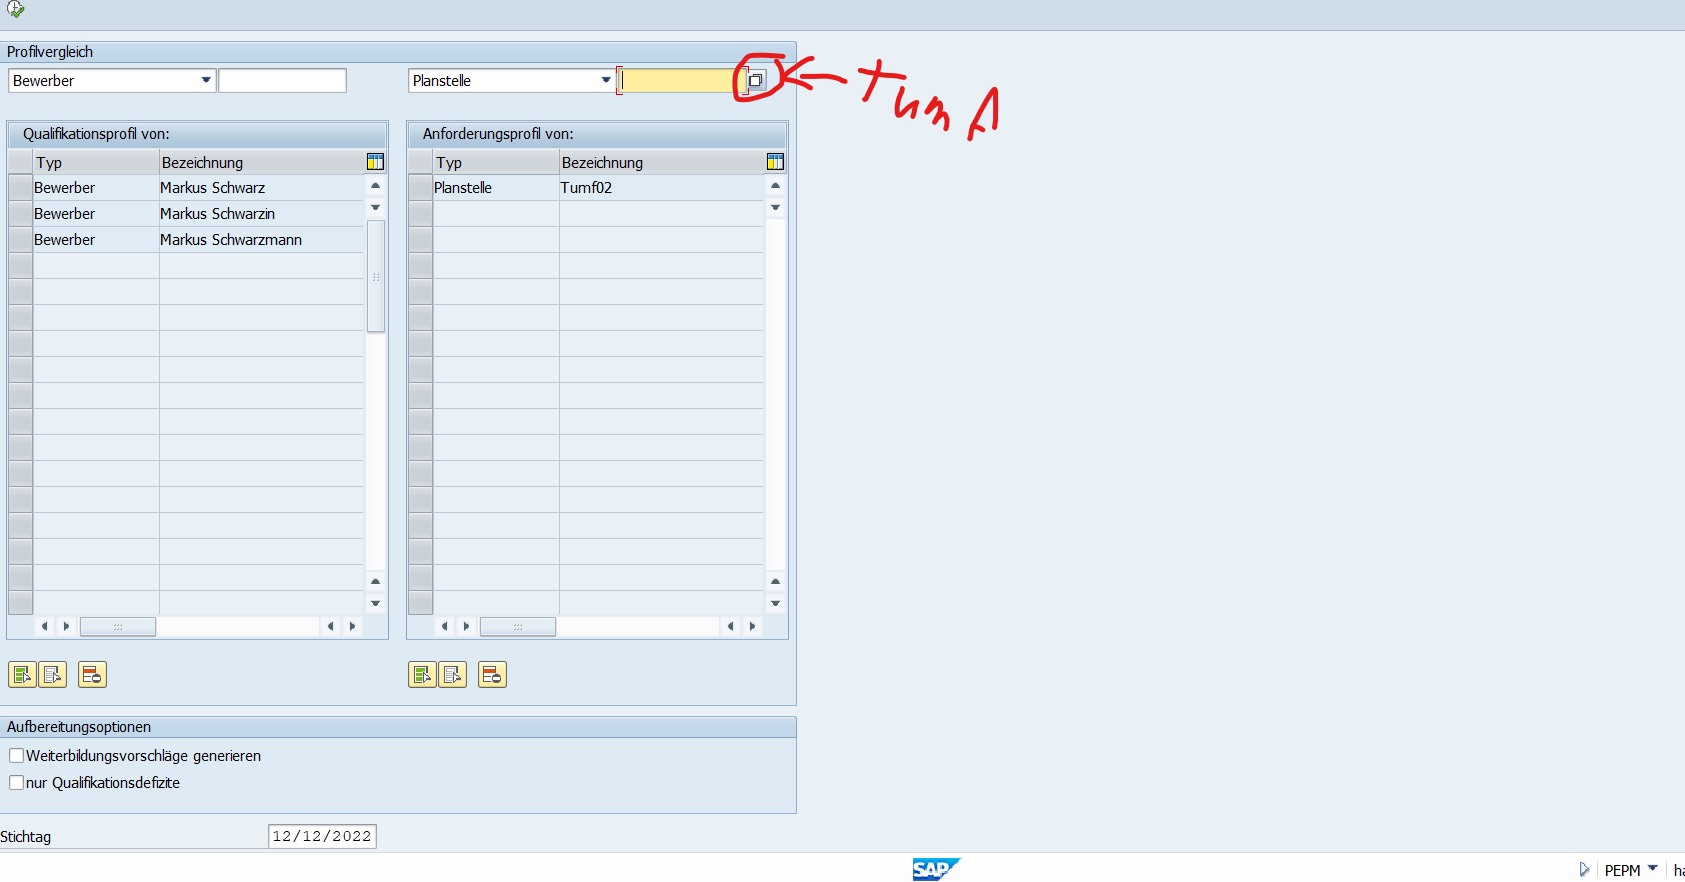 Profilvergleich
Bewerber Planstelle
tum A
Qualifikationsprofil von: Anforderungsprofil von:
Typ Bezeichnung Typ Bezeichnung
Bewerber Markus Schwarz Planstelle Tumf02
Bewerber Markus Schwarzin
Bewerber Markus Schwarzmann
Aufbereitungsoptionen
Weiterbildungsvorschläge generieren
nur Qualifikationsdefizite
Stichtag 12/12/2022
SAP PEPM ha